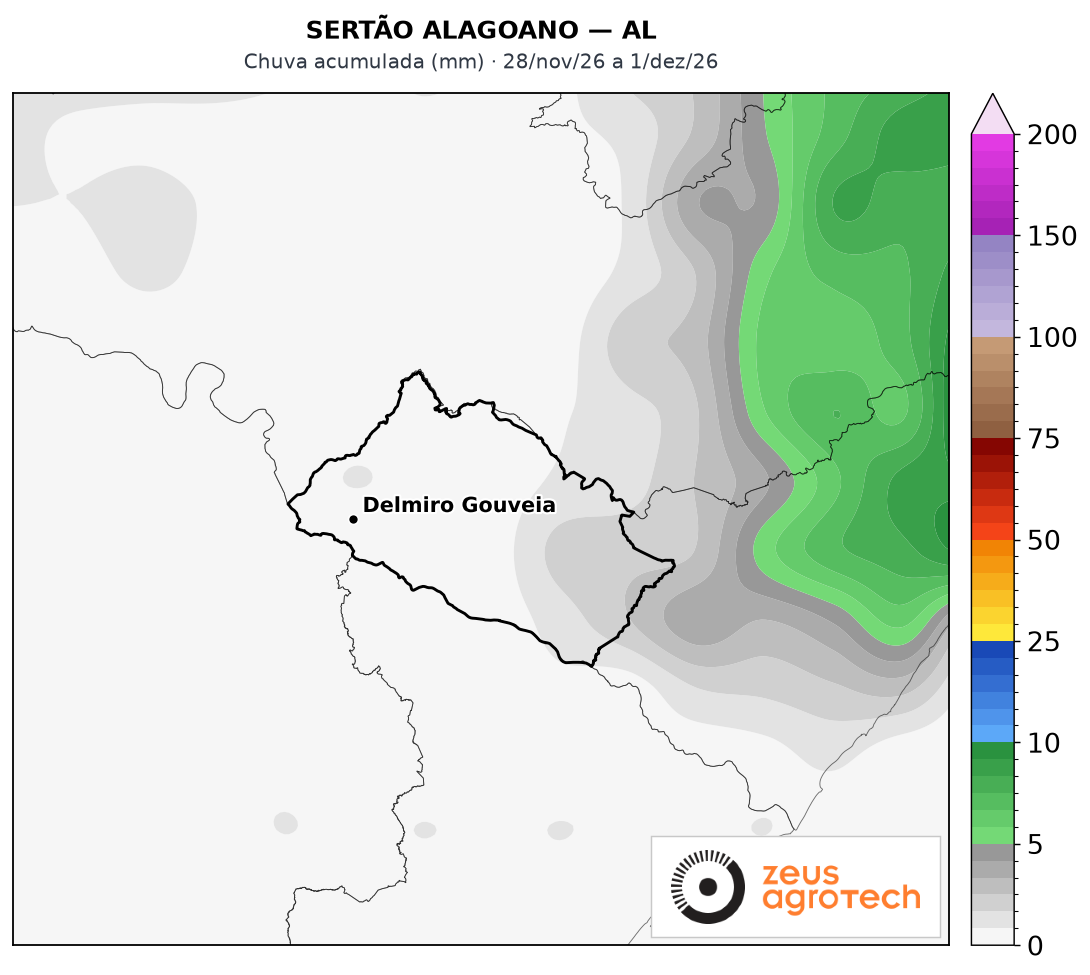 SERTÃO ALAGOANO — AL
Chuva acumulada (mm) · 28/nov/26 a 1/dez/26
200
150
100
75
50
25
10
5
0
Delmiro Gouveia
zeus
agrotech